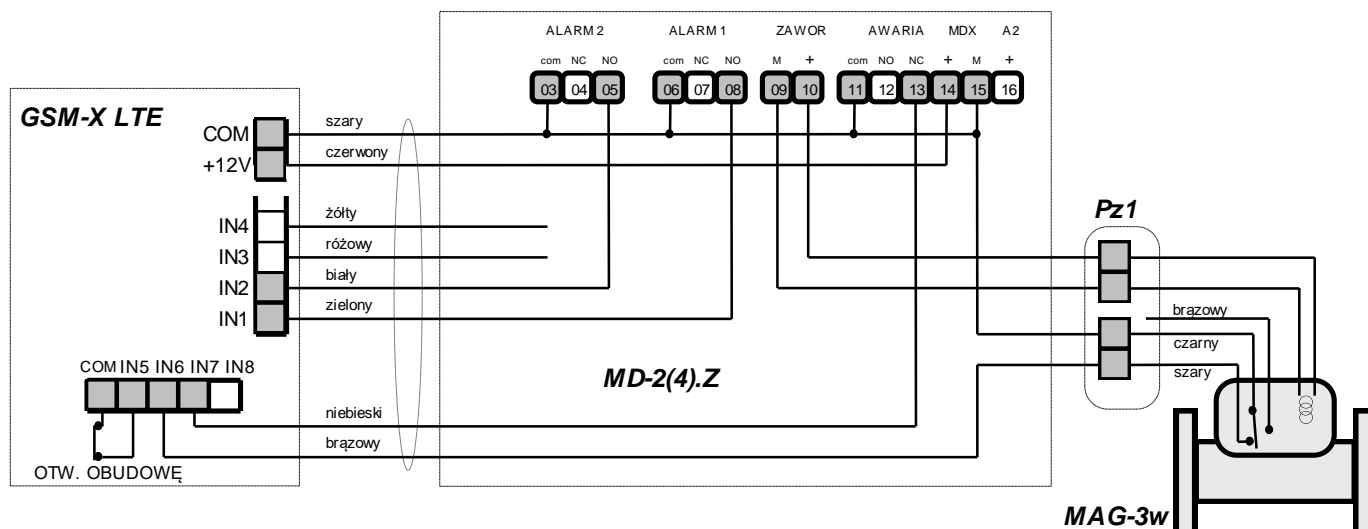 ALARM 2 ALARM 1 ZAWOR AWARIA MDX A2
com NC NO com NC NO M + com NO NC + M +
03 04 05 06 07 08 09 10 11 12 13 14 15 16
GSM-X LTE
COM szary
+12V czerwony
IN4 żółty
IN3 różowy
IN2 biały
IN1 zielony
Pz1
brązowy
czarny
szary
MD-2(4).Z
COM IN5 IN6 IN7 IN8
niebieski
brązowy
OTW. OBUDOWĘ
MAG-3w